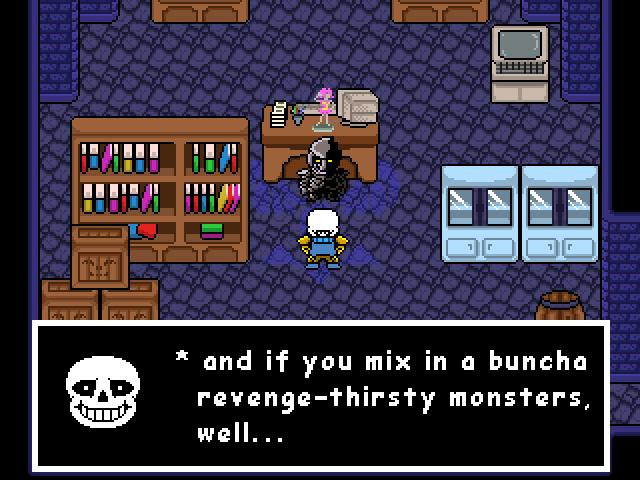 * and if you mix in a buncha
revenge-thirsty monsters,
well...